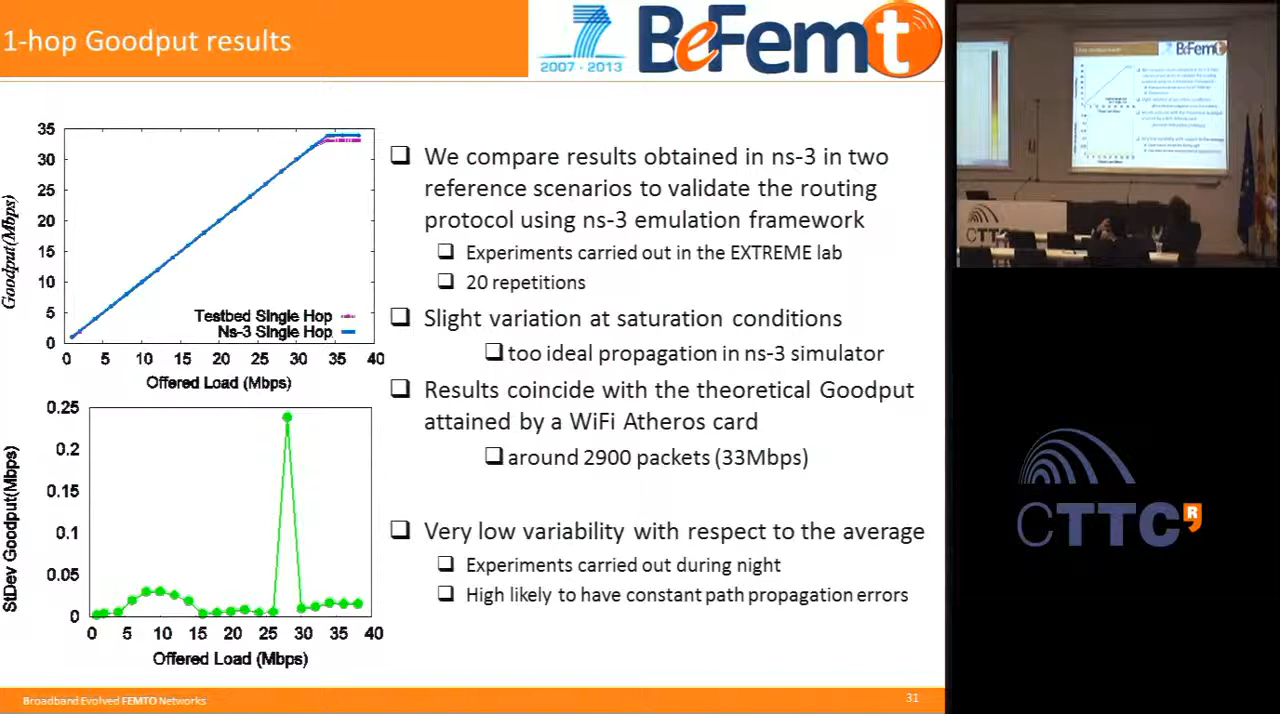 1-hop Goodput results
2007 - 2013
BeFemt
35
30
25
20
15
10
5
0
Goodput(Mbps)
Testbed Single Hop
Ns-3 Single Hop
0 5 10 15 20 25 30 35 40
Offered Load (Mbps)
0.25
0.2
0.15
0.1
0.05
0
StDev Goodput(Mbps)
0 5 10 15 20 25 30 35 40
Offered Load (Mbps)
We compare results obtained in ns-3 in two
reference scenarios to validate the routing
protocol using ns-3 emulation framework
Experiments carried out in the EXTREME lab
20 repetitions
Slight variation at saturation conditions
too ideal propagation in ns-3 simulator
Results coincide with the theoretical Goodput
attained by a WiFi Atheros card
around 2900 packets (33Mbps)
Very low variability with respect to the average
Experiments carried out during night
High likely to have constant path propagation errors
Broadband Evolved FEMTO Networks
31
BeFemt
CTTC
CTTC R